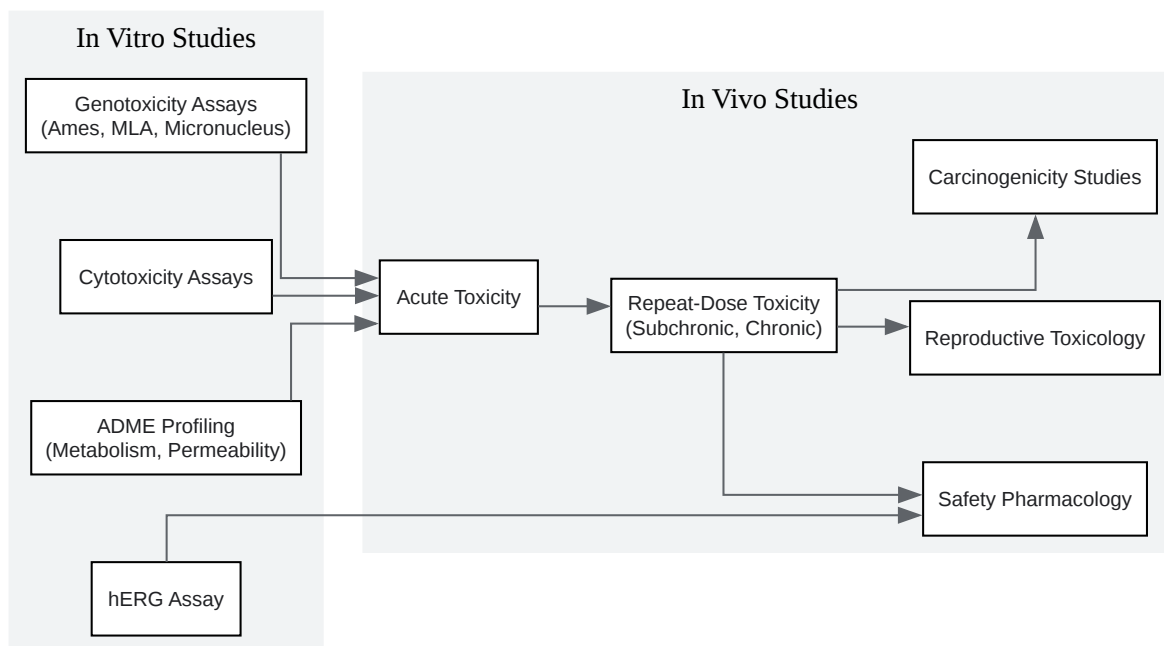 In Vitro Studies
Genotoxicity Assays
(Ames, MLA, Micronucleus)
Cytotoxicity Assays
ADME Profiling
(Metabolism, Permeability)
hERG Assay
In Vivo Studies
Acute Toxicity
Repeat-Dose Toxicity
(Subchronic, Chronic)
Carcinogenicity Studies
Reproductive Toxicology
Safety Pharmacology